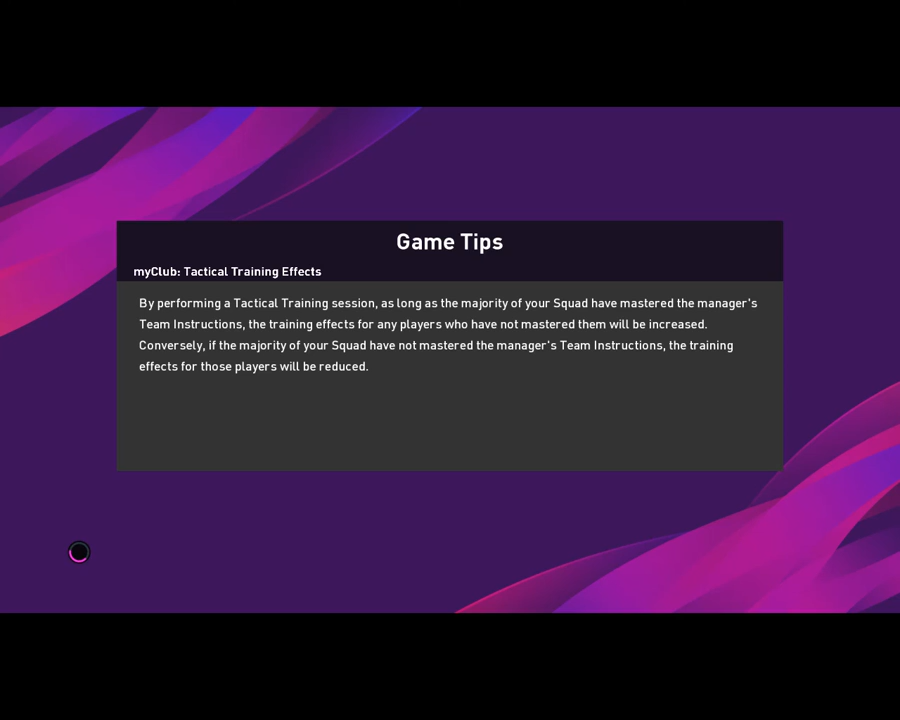 Game Tips
myClub: Tactical Training Effects
By performing a Tactical Training session, as long as the majority of your Squad have mastered the manager's
Team Instructions, the training effects for any players who have not mastered them will be increased.
Conversely, if the majority of your Squad have not mastered the manager's Team Instructions, the training
effects for those players will be reduced.